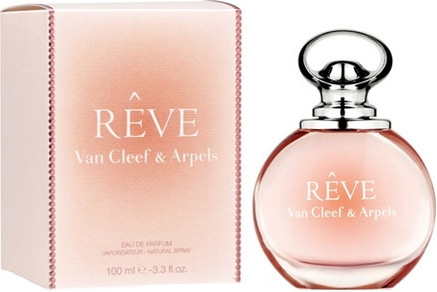 RÊVE
Van Cleef & Arpels
EAU DE PARFUM
VAPORISATEUR - NATURAL SPRAY
100 ml e -3.3 fl.oz.
RÊVE
Van Cleef & Arpels